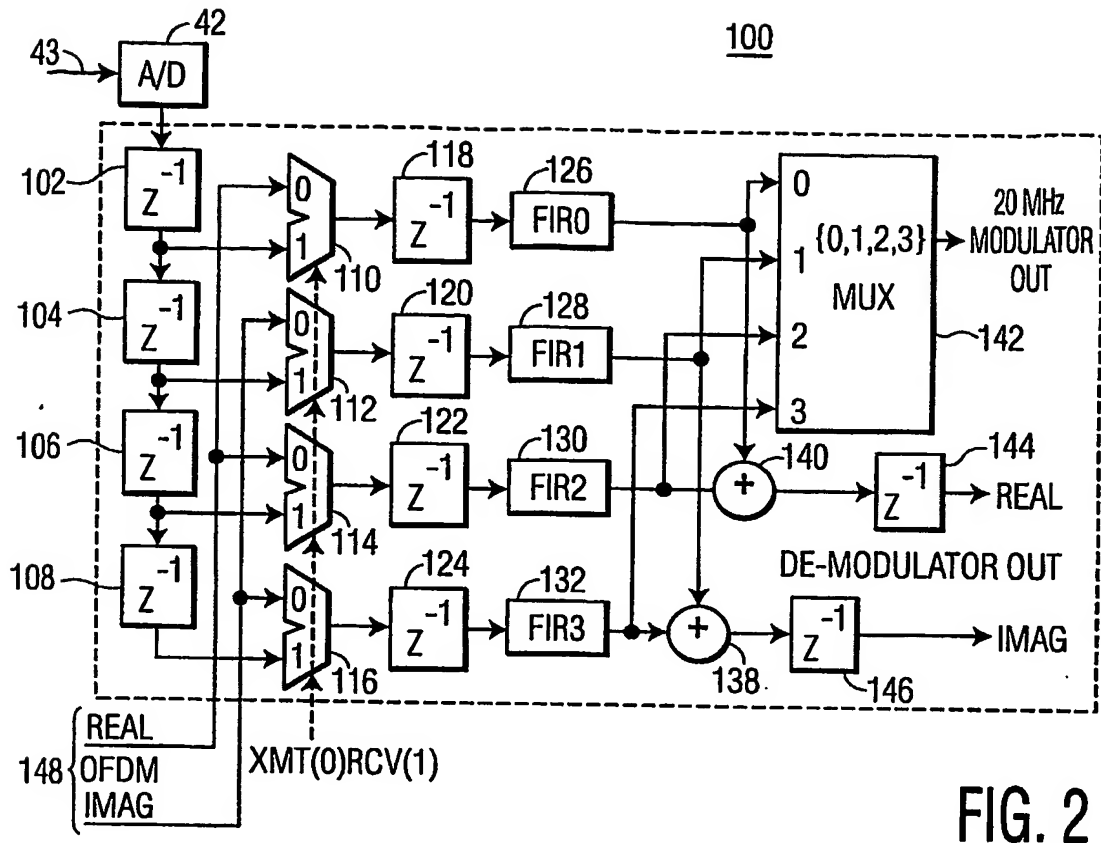 42
43
A/D
100
102
Z-1
0
1
110
118
Z-1
126
FIR0
0
1
2
3
{0,1,2,3}
MUX
142
20 MHz
MODULATOR
OUT
104
Z-1
0
1
112
120
Z-1
128
FIR1
106
Z-1
0
1
114
122
Z-1
130
FIR2
+
140
Z-1
144
REAL
DE-MODULATOR OUT
108
Z-1
0
1
116
124
Z-1
132
FIR3
+
138
Z-1
146
IMAG
148
REAL
OFDM
IMAG
XMT(0)RCV(1)
FIG. 2